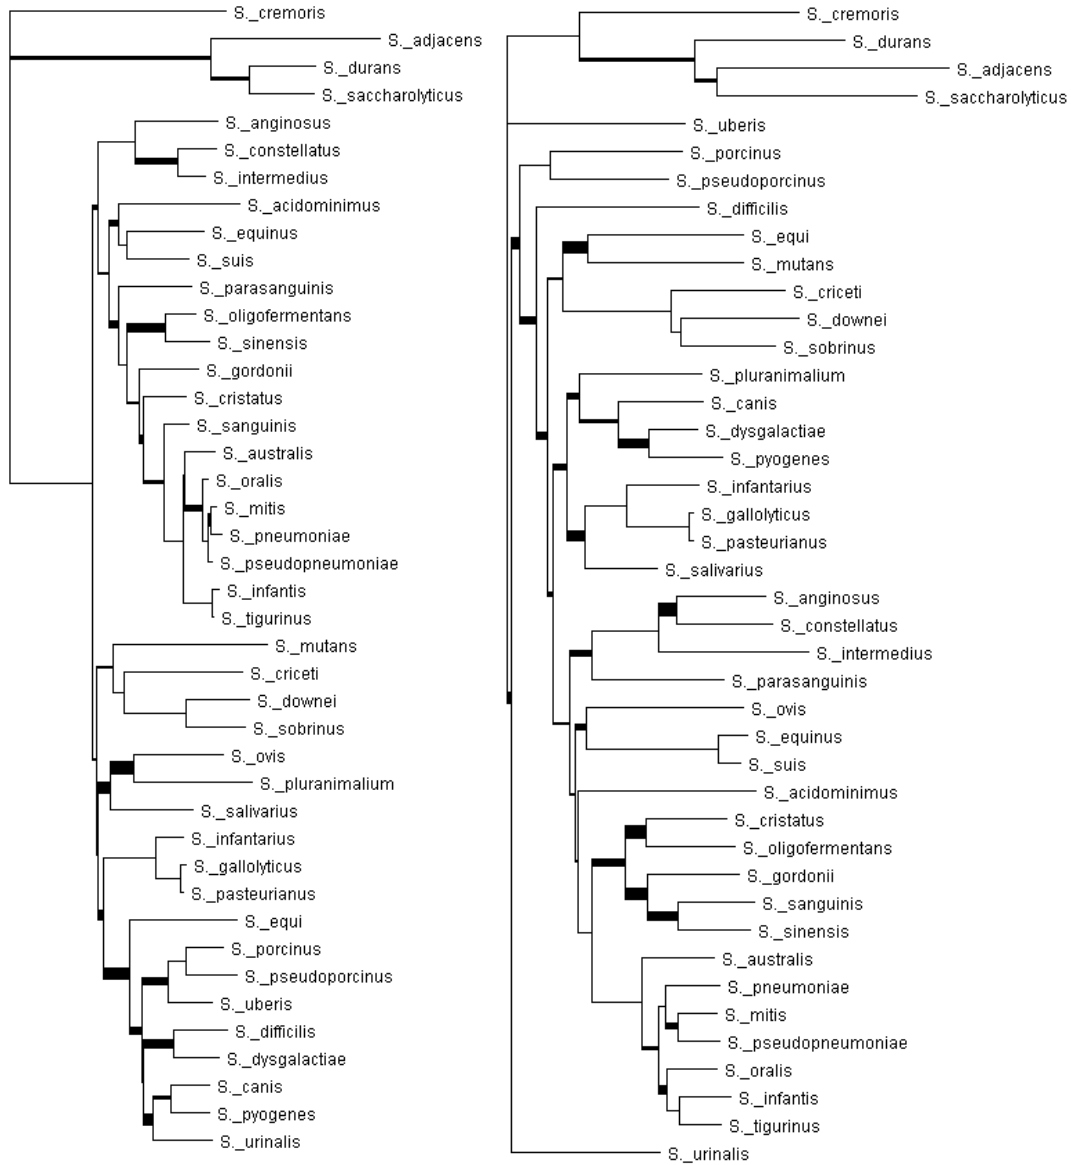 S._cremoris
S._adjacens
S._durans
S._saccharolyticus
S._anginosus
S._constellatus
S._intermedius
S._acidominimus
S._equinus
S._suis
S._parasanguinis
S._oligofermentans
S._sinensis
S._gordonii
S._cristatus
S._sanguinis
S._australis
S._oralis
S._mitis
S._pneumoniae
S._pseudopneumoniae
S._infantis
S._tigurinus
S._mutans
S._criceti
S._downei
S._sobrinus
S._ovis
S._pluranimalium
S._salivarius
S._infantarius
S._gallolyticus
S._pasteurianus
S._equi
S._porcinus
S._pseudoporcinus
S._uberis
S._difficilis
S._dysgalactiae
S._canis
S._pyogenes
S._urinalis
S._cremoris
S._durans
S._adjacens
S._saccharolyticus
S._uberis
S._porcinus
S._pseudoporcinus
S._difficilis
S._equi
S._mutans
S._criceti
S._downei
S._sobrinus
S._pluranimalium
S._canis
S._dysgalactiae
S._pyogenes
S._infantarius
S._gallolyticus
S._pasteurianus
S._salivarius
S._anginosus
S._constellatus
S._intermedius
S._parasanguinis
S._ovis
S._equinus
S._suis
S._acidominimus
S._cristatus
S._oligofermentans
S._gordonii
S._sanguinis
S._sinensis
S._australis
S._pneumoniae
S._mitis
S._pseudopneumoniae
S._oralis
S._infantis
S._tigurinus
S._urinalis